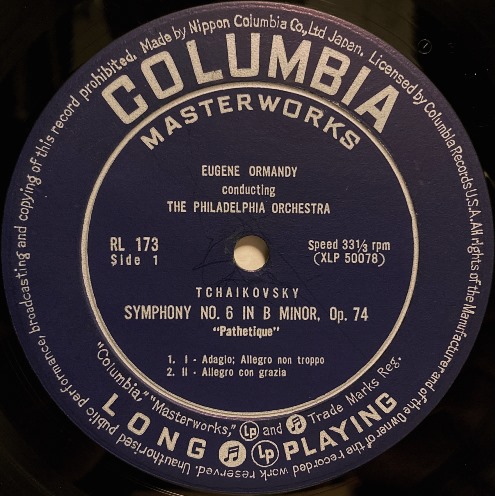 COLUMBIA
MASTERWORKS
EUGENE ORMANDY
conducting
THE PHILADELPHIA ORCHESTRA
RL 173
Side 1
Speed 33⅓ rpm
(XLP 50078)
TCHAIKOVSKY
SYMPHONY NO. 6 IN B MINOR, Op. 74
"Pathetique"
1. I - Adagio; Allegro non troppo
2. II - Allegro con grazia
"Columbia," "Masterworks," Lp and Trade Marks Reg.
LONG Lp PLAYING
Unauthorised public performance, broadcasting and copying of this record prohibited. Made by Nippon Columbia Co., Ltd Japan. Licensed by Columbia Records U.S.A. All rights of the Manufacturer and of the Owner of the recorded work reserved.